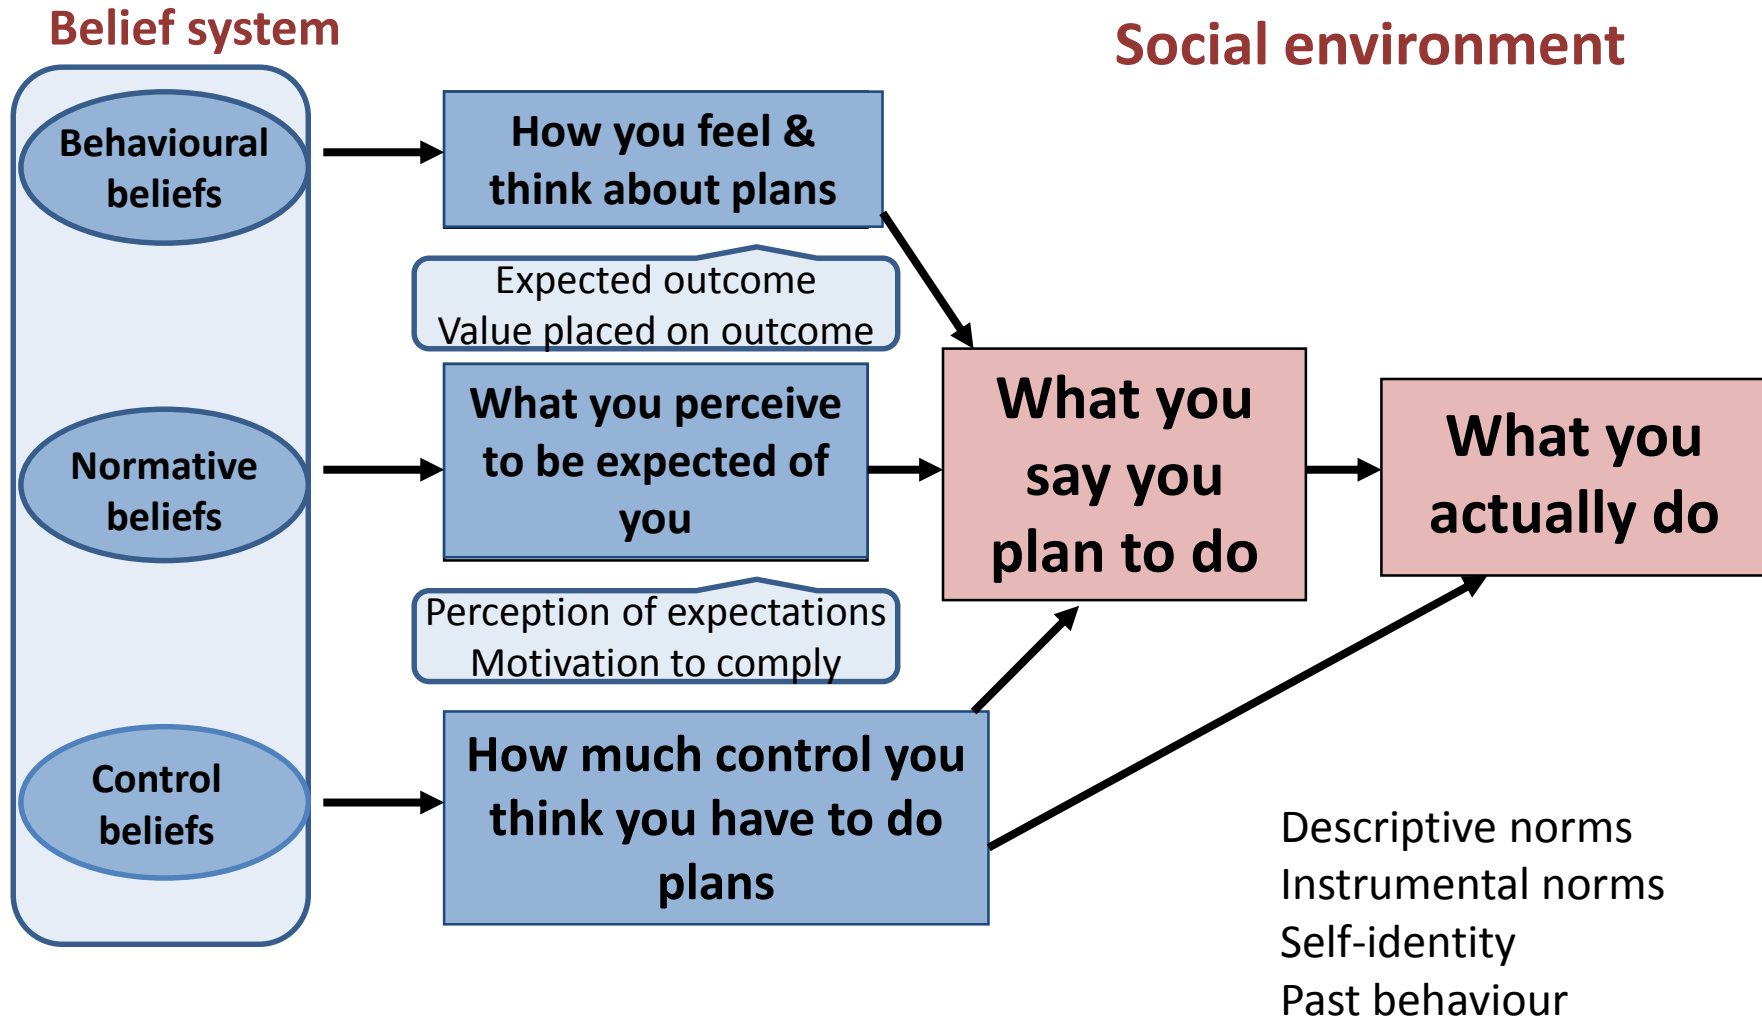 Belief system
Social environment
Behavioural
beliefs
How you feel &
think about plans
Expected outcome
Value placed on outcome
Normative
beliefs
What you perceive
to be expected of
you
What you
say you
plan to do
What you
actually do
Perception of expectations
Motivation to comply
Control
beliefs
How much control you
think you have to do
plans
Descriptive norms
Instrumental norms
Self-identity
Past behaviour